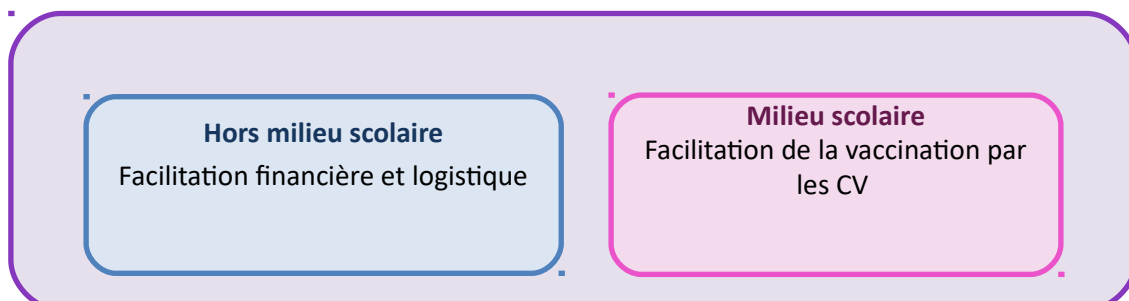 Hors milieu scolaire
Facilitation financière et logistique
Milieu scolaire
Facilitation de la vaccination par
les CV